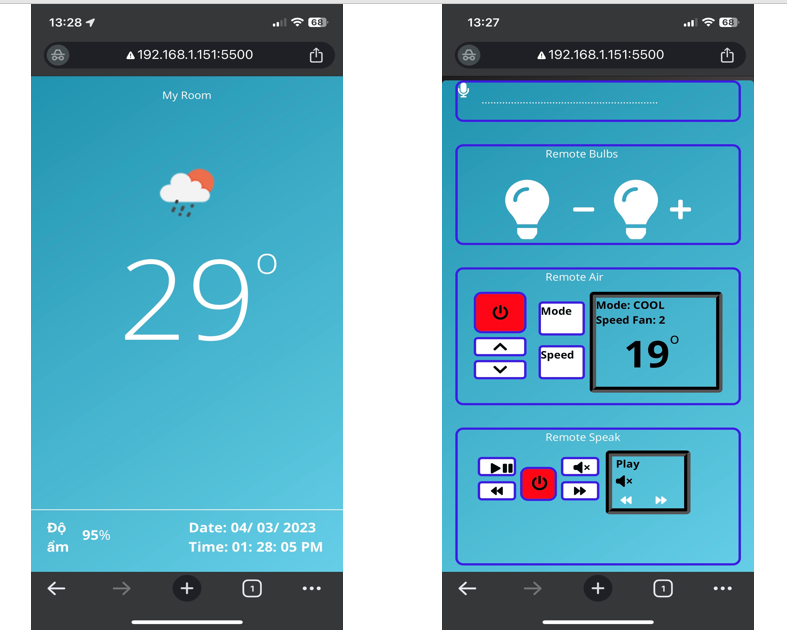 13:28
68
192.168.1.151:5500
My Room
29°
Độ ẩm
95%
Date: 04/ 03/ 2023
Time: 01: 28: 05 PM
1
13:27
68
192.168.1.151:5500
Remote Bulbs
Remote Air
Mode
Speed
Mode: COOL
Speed Fan: 2
19°
Remote Speak
Play
1